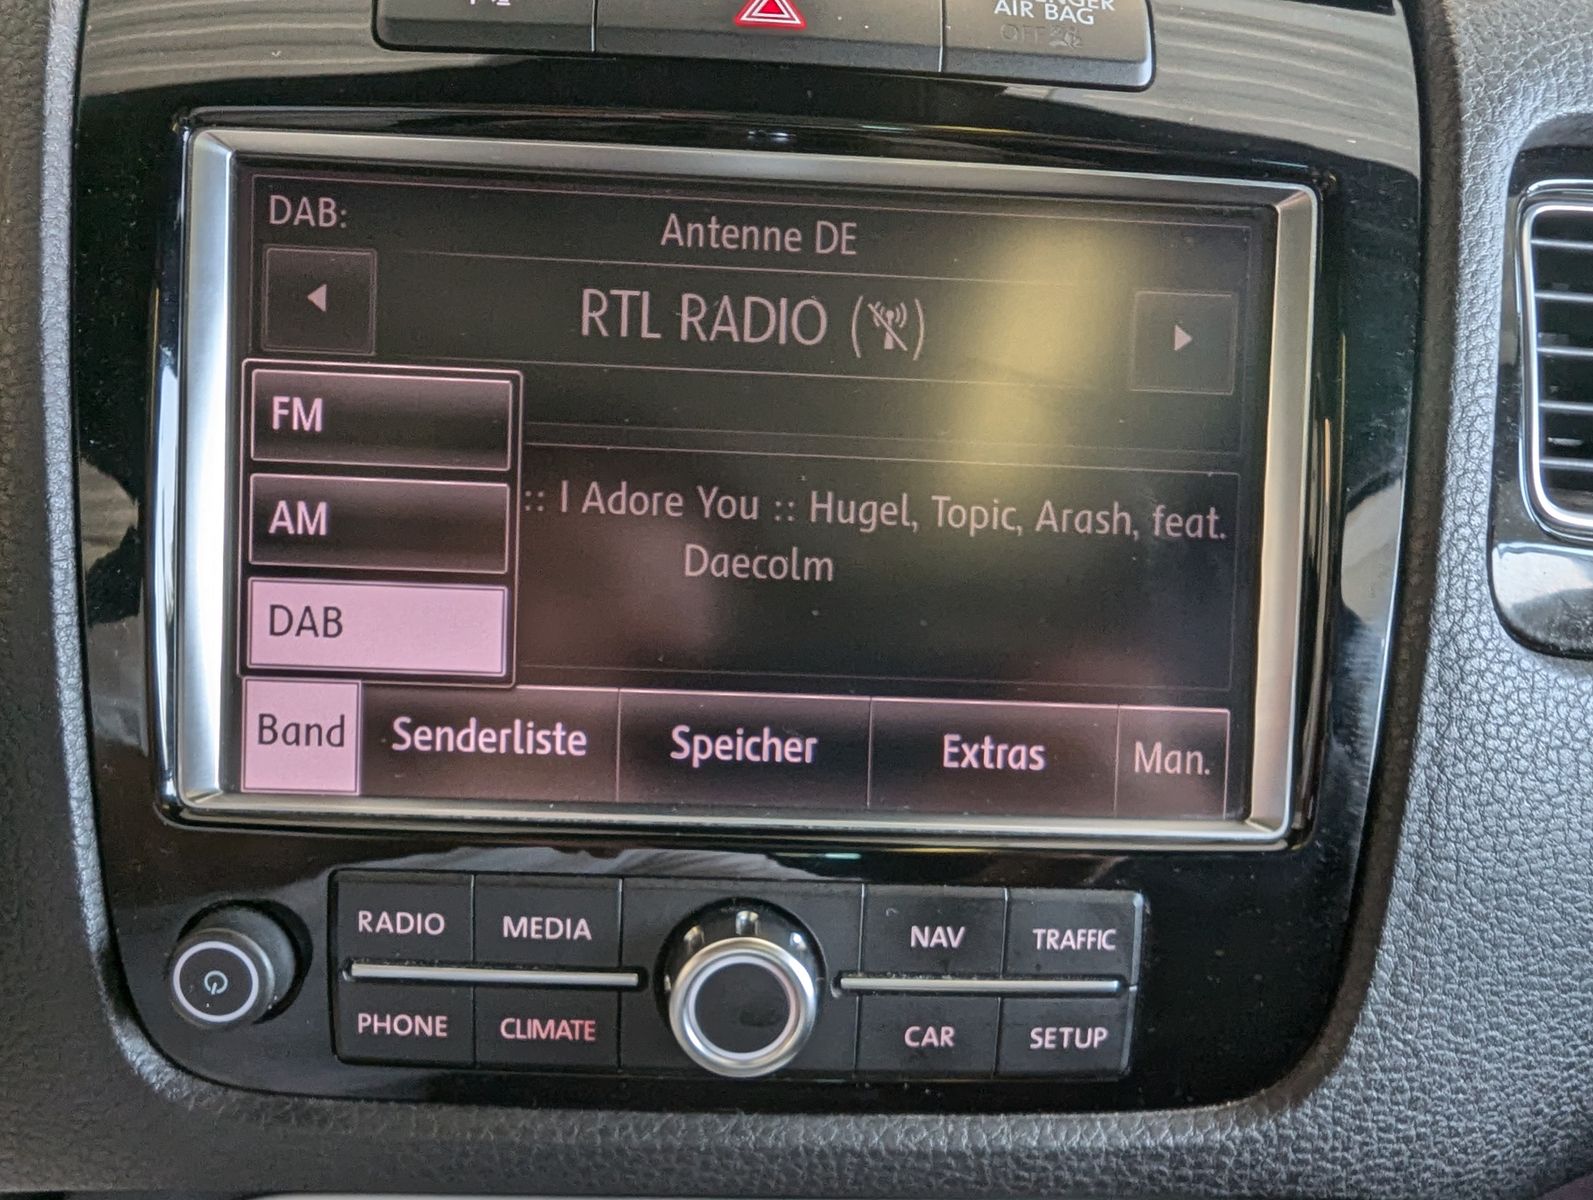 AIR BAG
OFF
DAB:
Antenne DE
RTL RADIO
FM
AM
DAB
:: I Adore You :: Hugel, Topic, Arash, feat.
Daecolm
Band
Senderliste
Speicher
Extras
Man.
RADIO
MEDIA
NAV
TRAFFIC
PHONE
CLIMATE
CAR
SETUP